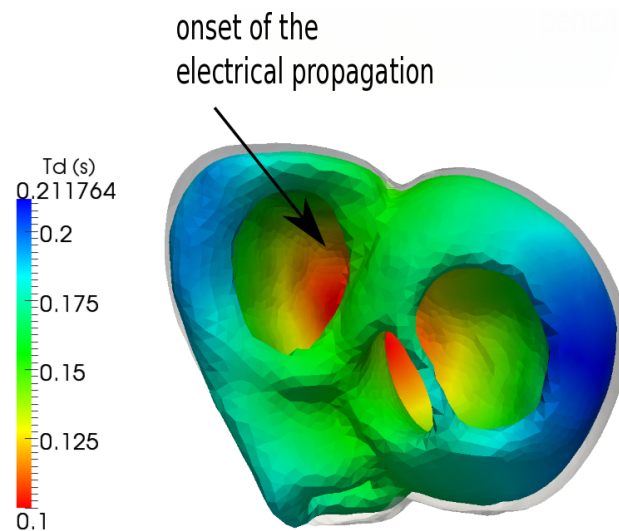 onset of the
electrical propagation
Td (s)
0.211764
0.2
0.175
0.15
0.125
0.1